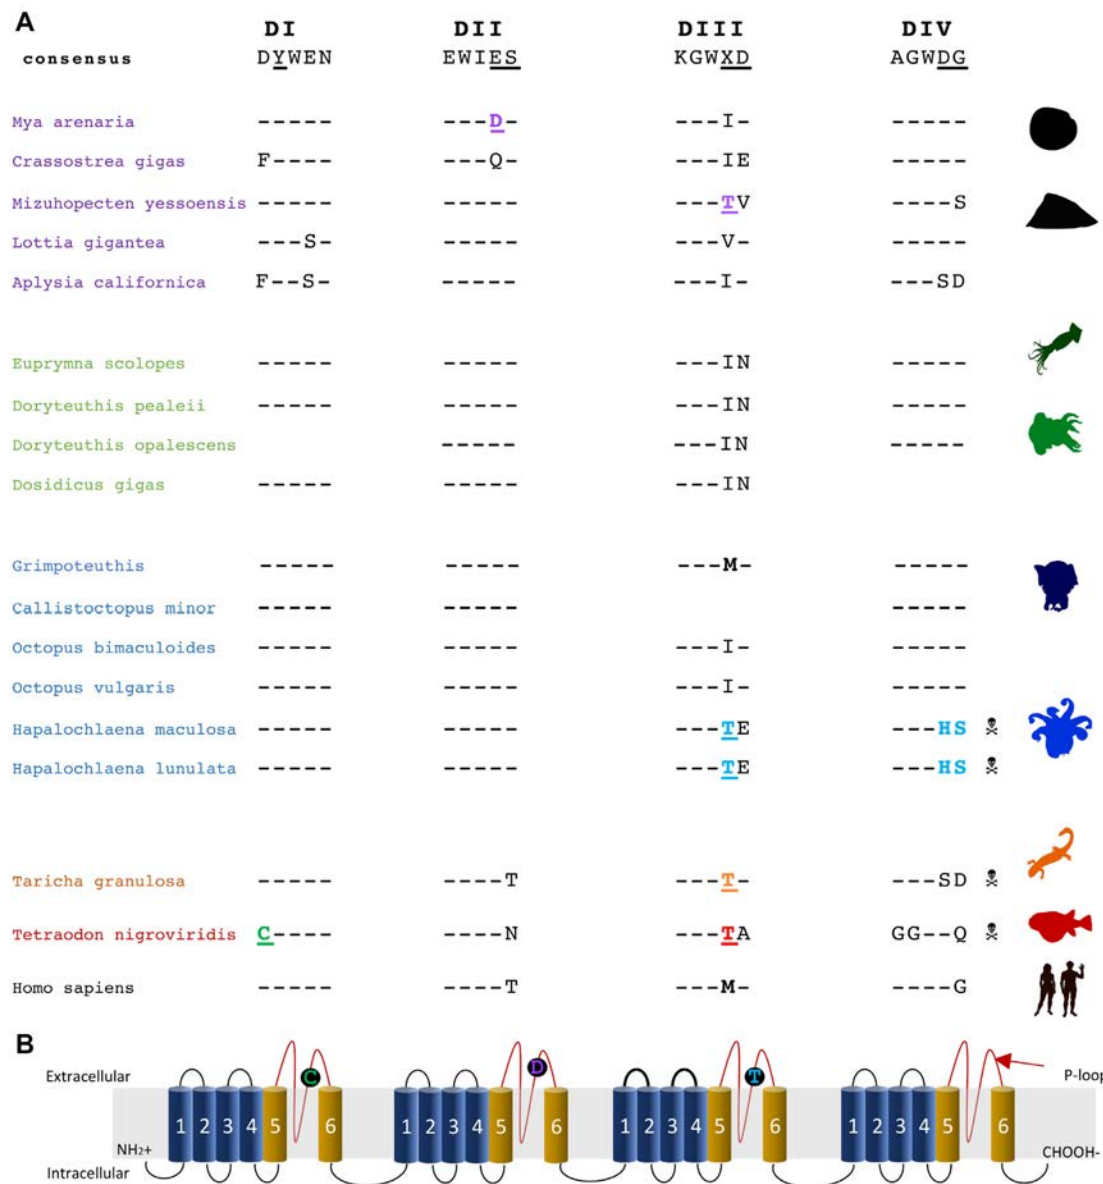 A
DI DII DIII DIV
consensus DYWEN EWIES KGWXD AGWDG
Mya arenaria ----- ---D- ---I- -----
Crassostrea gigas F---- ---Q- ---IE -----
Mizuhopecten yessoensis ----- ----- ---TV ----S
Lottia gigantea ---S- ----- ---V- -----
Aplysia californica F--S- ----- ---I- ---SD
Euprymna scolopes ----- ----- ---IN -----
Doryteuthis pealeii ----- ----- ---IN -----
Doryteuthis opalescens ----- ---IN -----
Dosidicus gigas ----- ----- ---IN
Grimpoteuthis ----- ----- ---M- -----
Callistoctopus minor ----- ----- -----
Octopus bimaculoides ----- ----- ---I- -----
Octopus vulgaris ----- ----- ---I- -----
Hapalochlaena maculosa ----- ----- ---TE ---HS
Hapalochlaena lunulata ----- ----- ---TE ---HS
Taricha granulosa ----- ----T ---T- ---SD
Tetraodon nigroviridis C---- ----N ---TA GG--Q
Homo sapiens ----- ----T ---M- ----G
B
Extracellular C D T P-loop
1 2 3 4 5 6 1 2 3 4 5 6 1 2 3 4 5 6 1 2 3 4 5 6
NH2+ CHOOH-
Intracellular